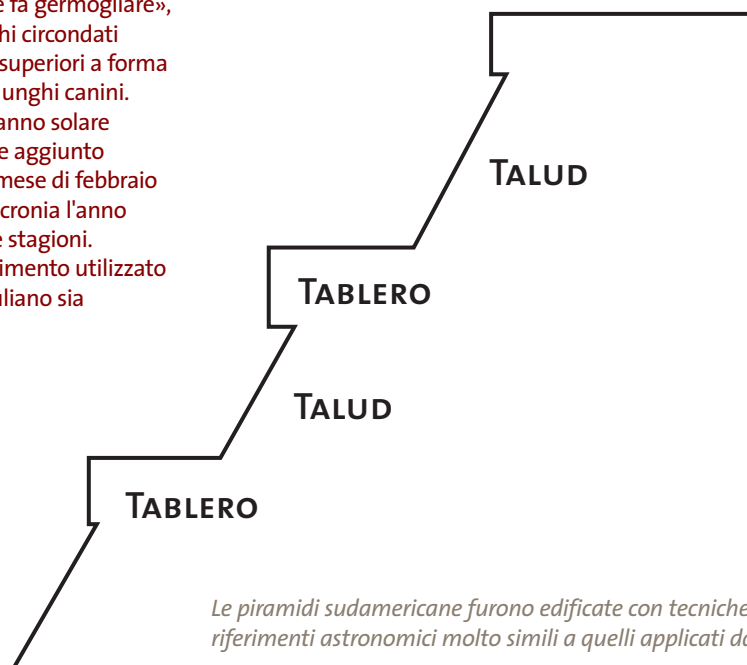 e fa germogliare»,
hi circondati
superiori a forma
unghi canini.
anno solare
e aggiunto
mese di febbraio
cronia l'anno
e stagioni.
imento utilizzato
uliano sia
Talud
Tablero
Talud
Tablero
Le piramidi sudamericane furono edificate con tecniche
riferimenti astronomici molto simili a quelli applicati da